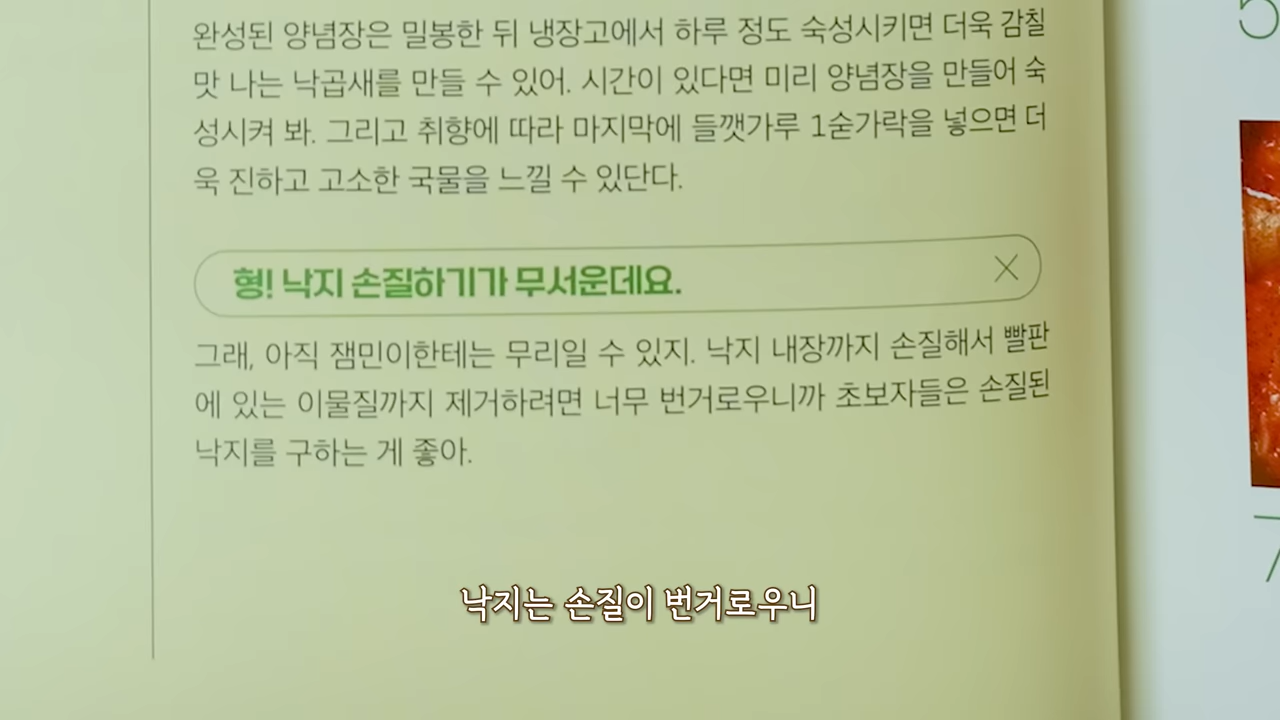 완성된 양념장은 밀봉한 뒤 냉장고에서 하루 정도 숙성시키면 더욱 감칠
맛 나는 낙곱새를 만들 수 있어. 시간이 있다면 미리 양념장을 만들어 숙
성시켜 봐. 그리고 취향에 따라 마지막에 들깻가루 1숟가락을 넣으면 더
욱 진하고 고소한 국물을 느낄 수 있단다.
형! 낙지 손질하기가 무서운데요.
그래, 아직 잼민이한테는 무리일 수 있지. 낙지 내장까지 손질해서 빨판
에 있는 이물질까지 제거하려면 너무 번거로우니까 초보자들은 손질된
낙지를 구하는 게 좋아.
낙지는 손질이 번거로우니
5
7